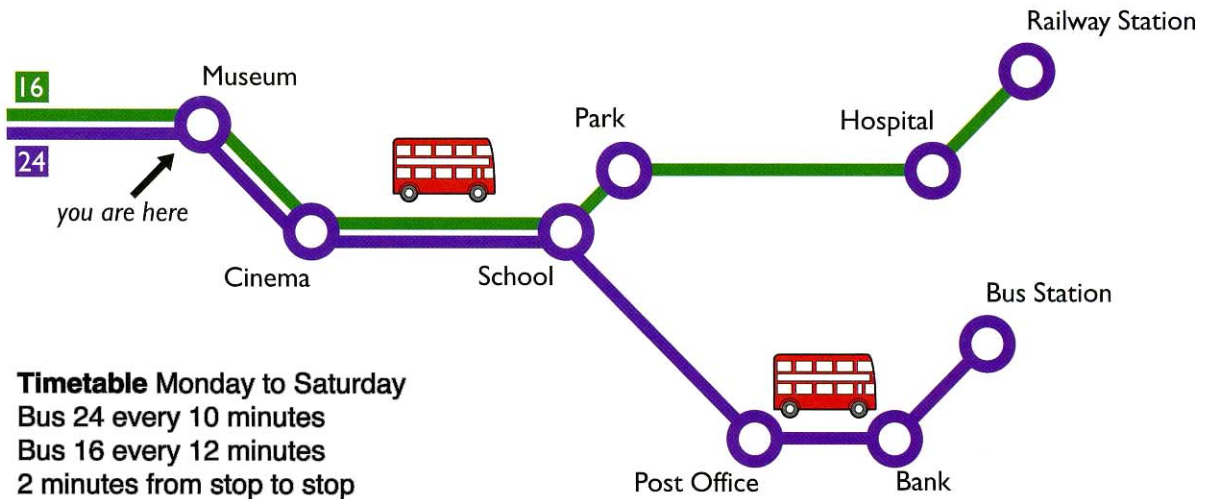 Railway Station
16
Museum
Park
Hospital
24
you are here
Cinema
School
Bus Station
Timetable Monday to Saturday
Bus 24 every 10 minutes
Bus 16 every 12 minutes
2 minutes from stop to stop
Post Office
Bank